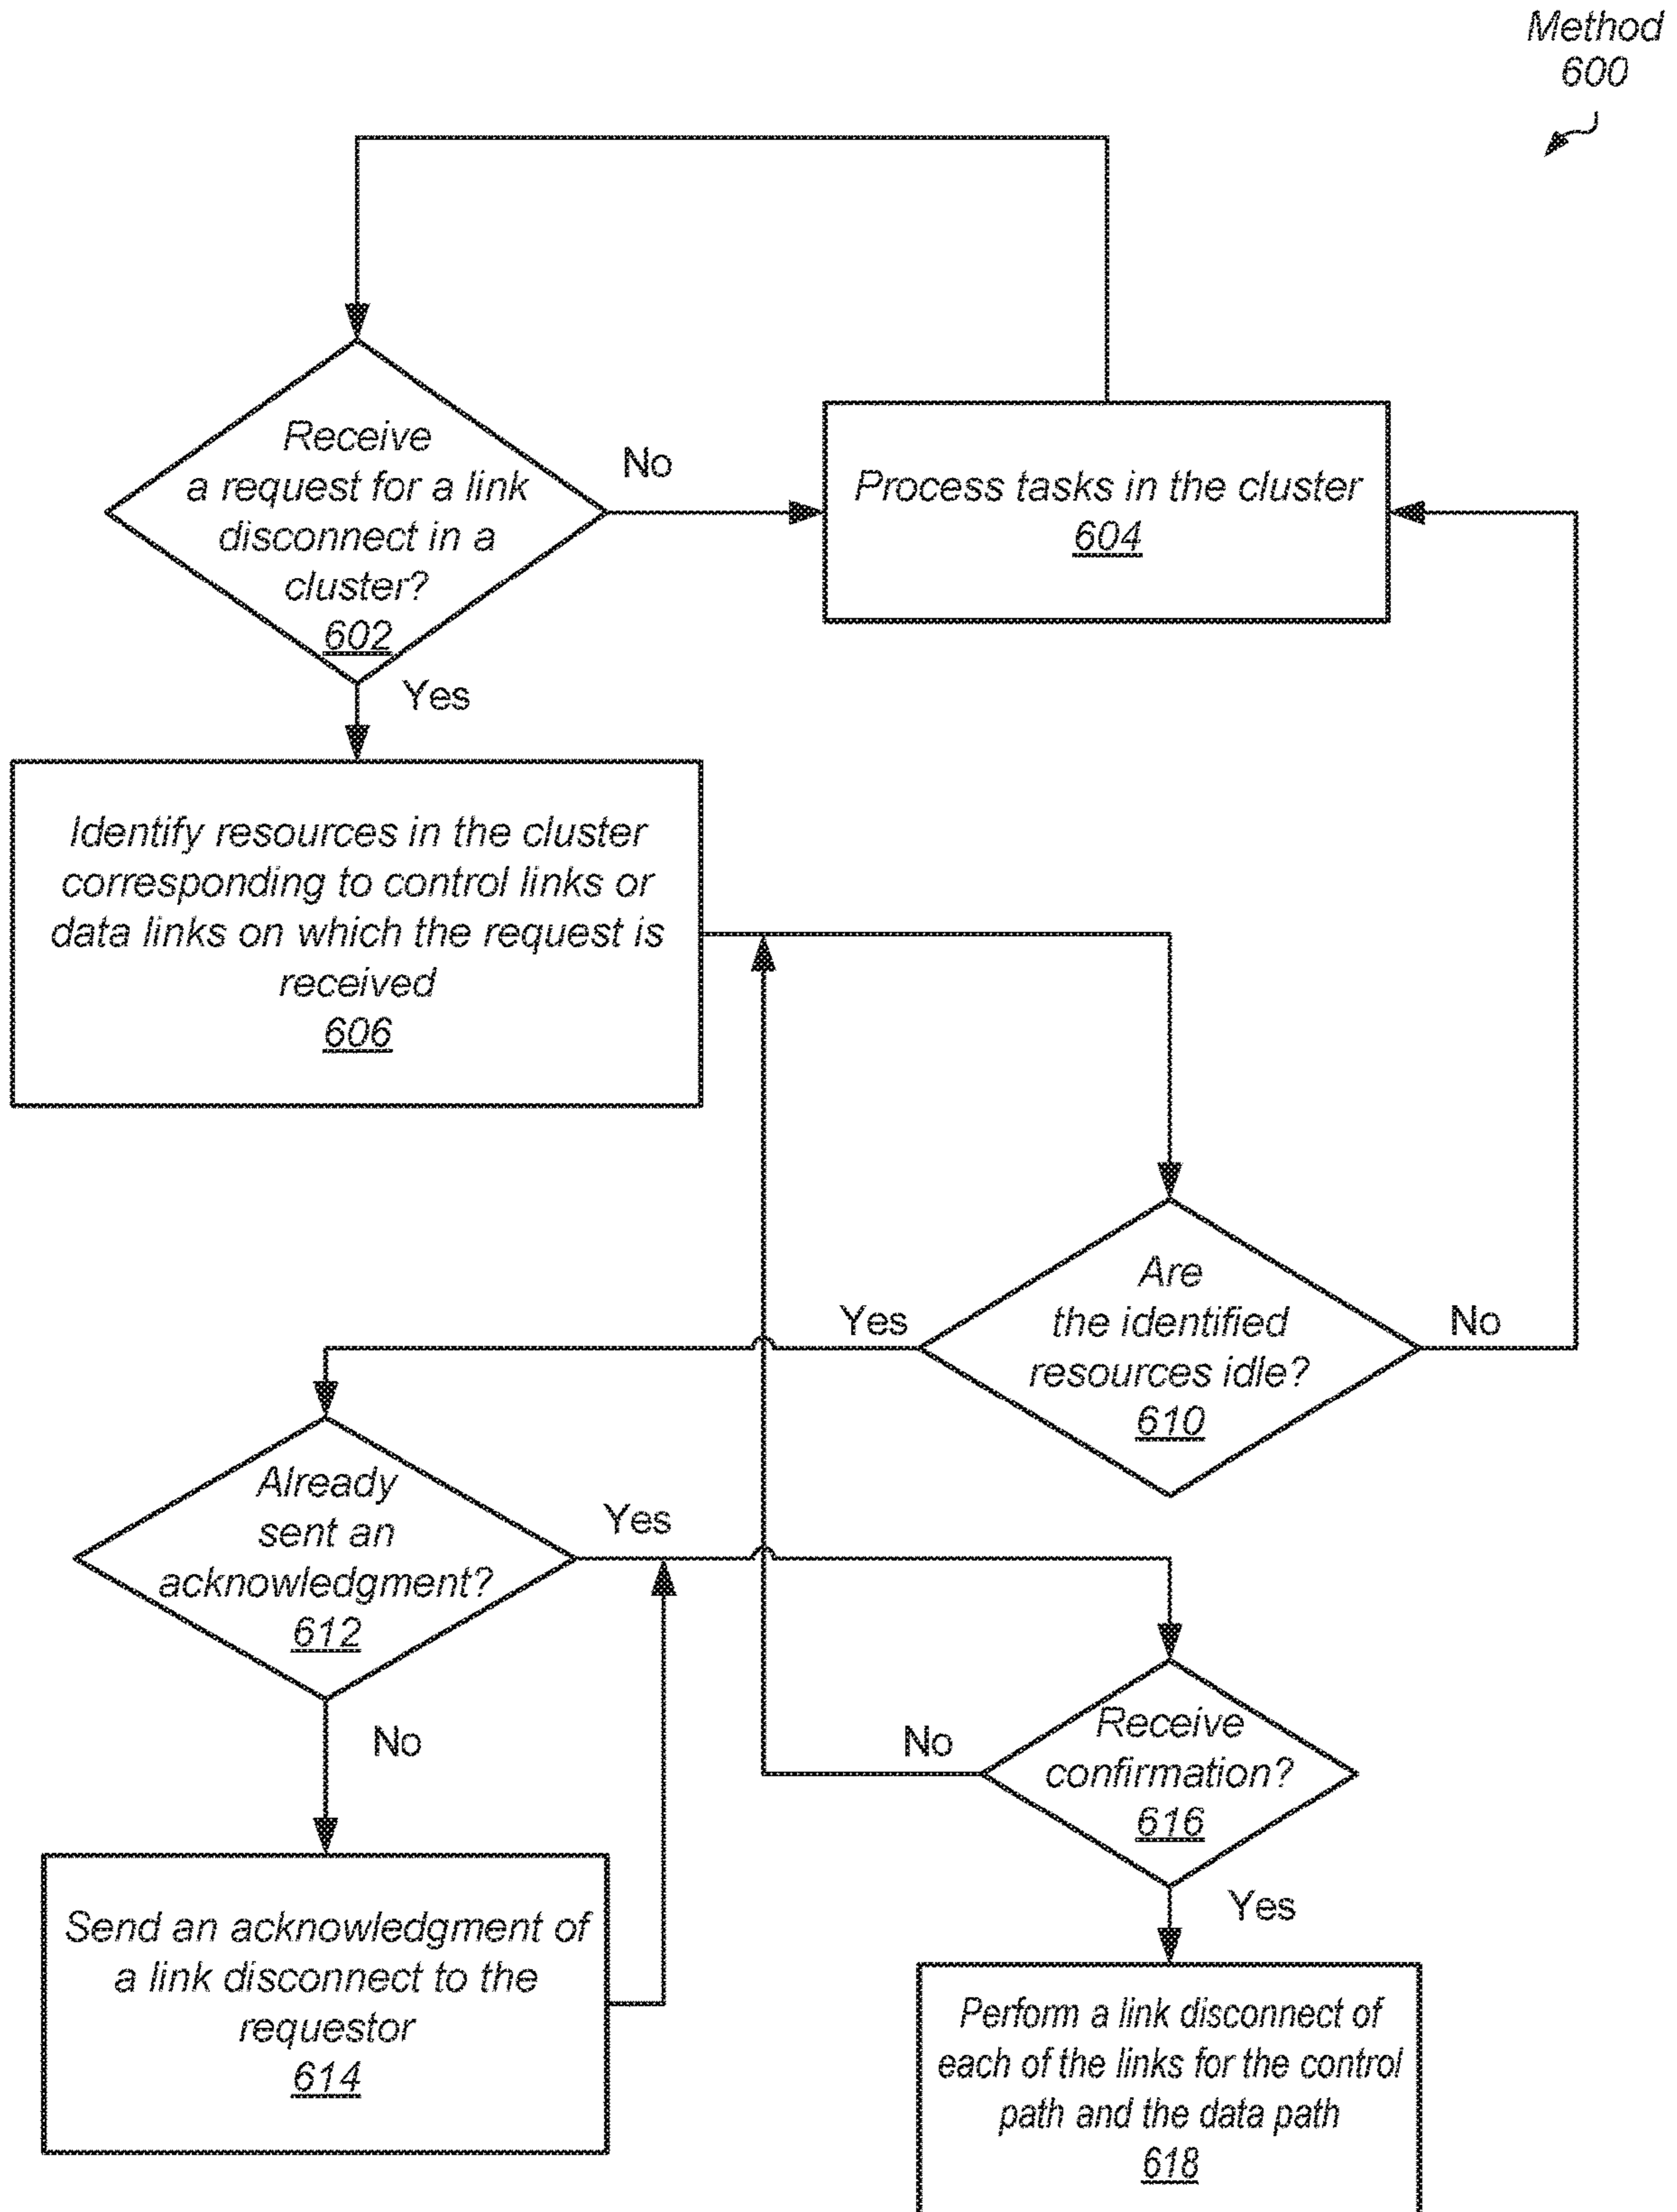 Method
600
Receive
a request for a link
disconnect in a
cluster?
602
No
Process tasks in the cluster
604
Yes
Identify resources in the cluster
corresponding to control links or
data links on which the request is
received
606
Are
the identified
resources idle?
610
Yes
No
Already
sent an
acknowledgment?
612
Yes
No
Receive
confirmation?
616
No
Yes
Send an acknowledgment of
a link disconnect to the
requestor
614
Perform a link disconnect of
each of the links for the control
path and the data path
618